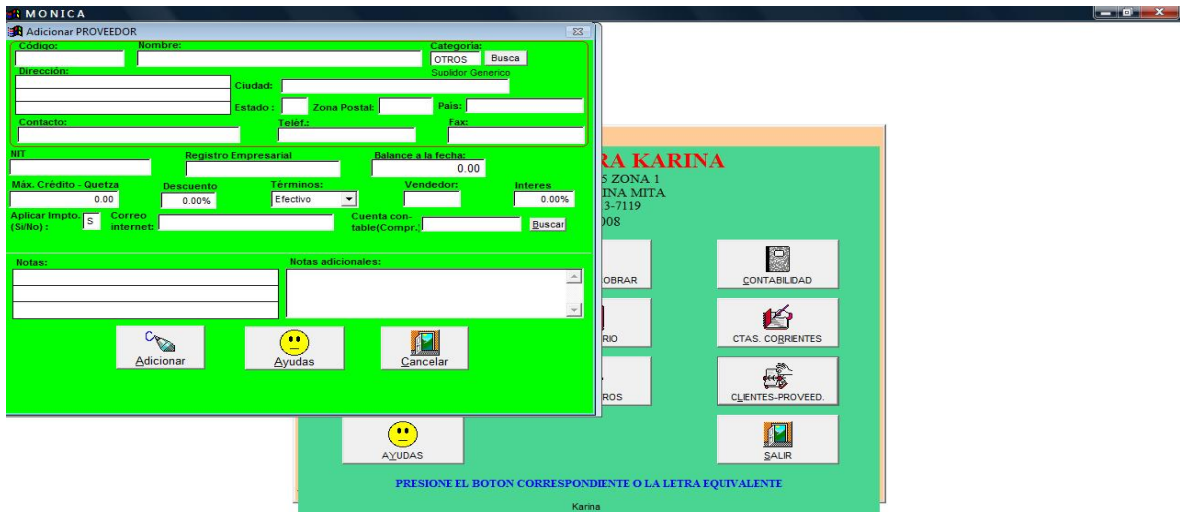 MONICA
Adicionar PROVEEDOR
Código: Nombre: Categoría:
OTROS Busca
Dirección: Suplidor Generico
Ciudad:
Estado : Zona Postal: País:
Contacto: Teléf.: Fax:
NIT Registro Empresarial Balance a la fecha:
0.00
Máx. Crédito - Quetza Descuento Términos: Vendedor: Interes
0.00 0.00% Efectivo 0.00%
Aplicar Impto. S Correo Cuenta con-
(Si/No) : internet: table(Compr.) Buscar
Notas: Notas adicionales:
Adicionar Ayudas Cancelar
RA KARINA
5 ZONA 1
INA MITA
3-7119
008
OBRAR CONTABILIDAD
RIO CTAS. CORRIENTES
ROS CLIENTES-PROVEED.
AYUDAS SALIR
PRESIONE EL BOTON CORRESPONDIENTE O LA LETRA EQUIVALENTE
Karina